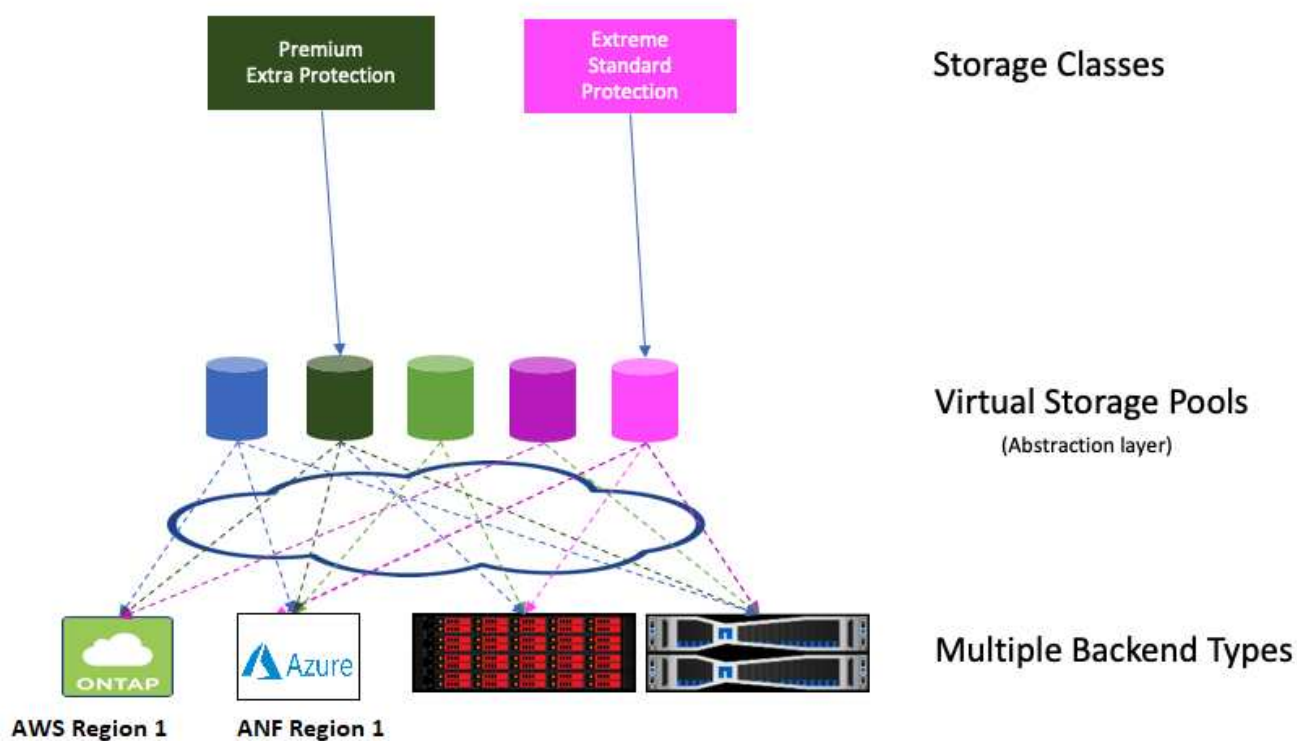 Premium
Extra Protection
Extreme
Standard
Protection
Storage Classes
Virtual Storage Pools
(Abstraction layer)
ONTAP
Azure
Multiple Backend Types
AWS Region 1
ANF Region 1